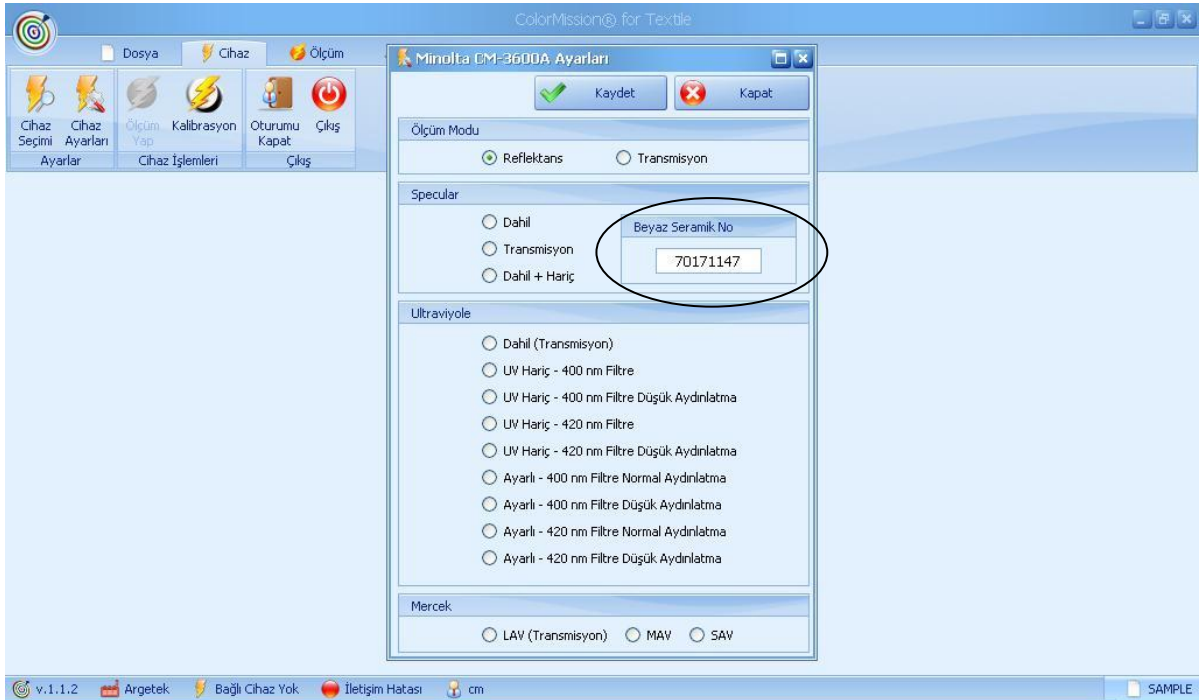 ColorMission® for Textile
Dosya
Cihaz
Ölçüm
Cihaz Seçimi
Cihaz Ayarları
Ölçüm Yap
Kalibrasyon
Oturumu Kapat
Çıkış
Ayarlar
Cihaz İşlemleri
Çıkış
Minolta CM-3600A Ayarları
Kaydet
Kapat
Ölçüm Modu
Reflektans
Transmisyon
Specular
Dahil
Transmisyon
Dahil + Hariç
Beyaz Seramik No
70171147
Ultraviyole
Dahil (Transmisyon)
UV Hariç - 400 nm Filtre
UV Hariç - 400 nm Filtre Düşük Aydınlatma
UV Hariç - 420 nm Filtre
UV Hariç - 420 nm Filtre Düşük Aydınlatma
Ayarlı - 400 nm Filtre Normal Aydınlatma
Ayarlı - 400 nm Filtre Düşük Aydınlatma
Ayarlı - 420 nm Filtre Normal Aydınlatma
Ayarlı - 420 nm Filtre Düşük Aydınlatma
Mercek
LAV (Transmisyon)
MAV
SAV
v.1.1.2
Argetek
Bağlı Cihaz Yok
İletişim Hatası
cm
SAMPLE